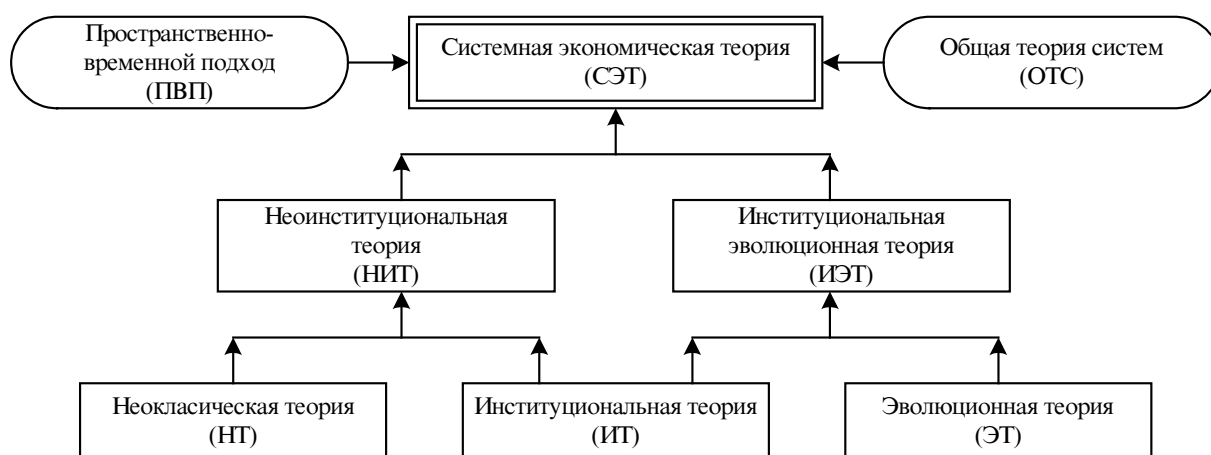 Пространственно-
временной подход
(ПВП)
Системная экономическая теория
(СЭТ)
Общая теория систем
(ОТС)
Неоинституциональная
теория
(НИТ)
Институциональная
эволюционная теория
(ИЭТ)
Неокласическая теория
(НТ)
Институциональная теория
(ИТ)
Эволюционная теория
(ЭТ)